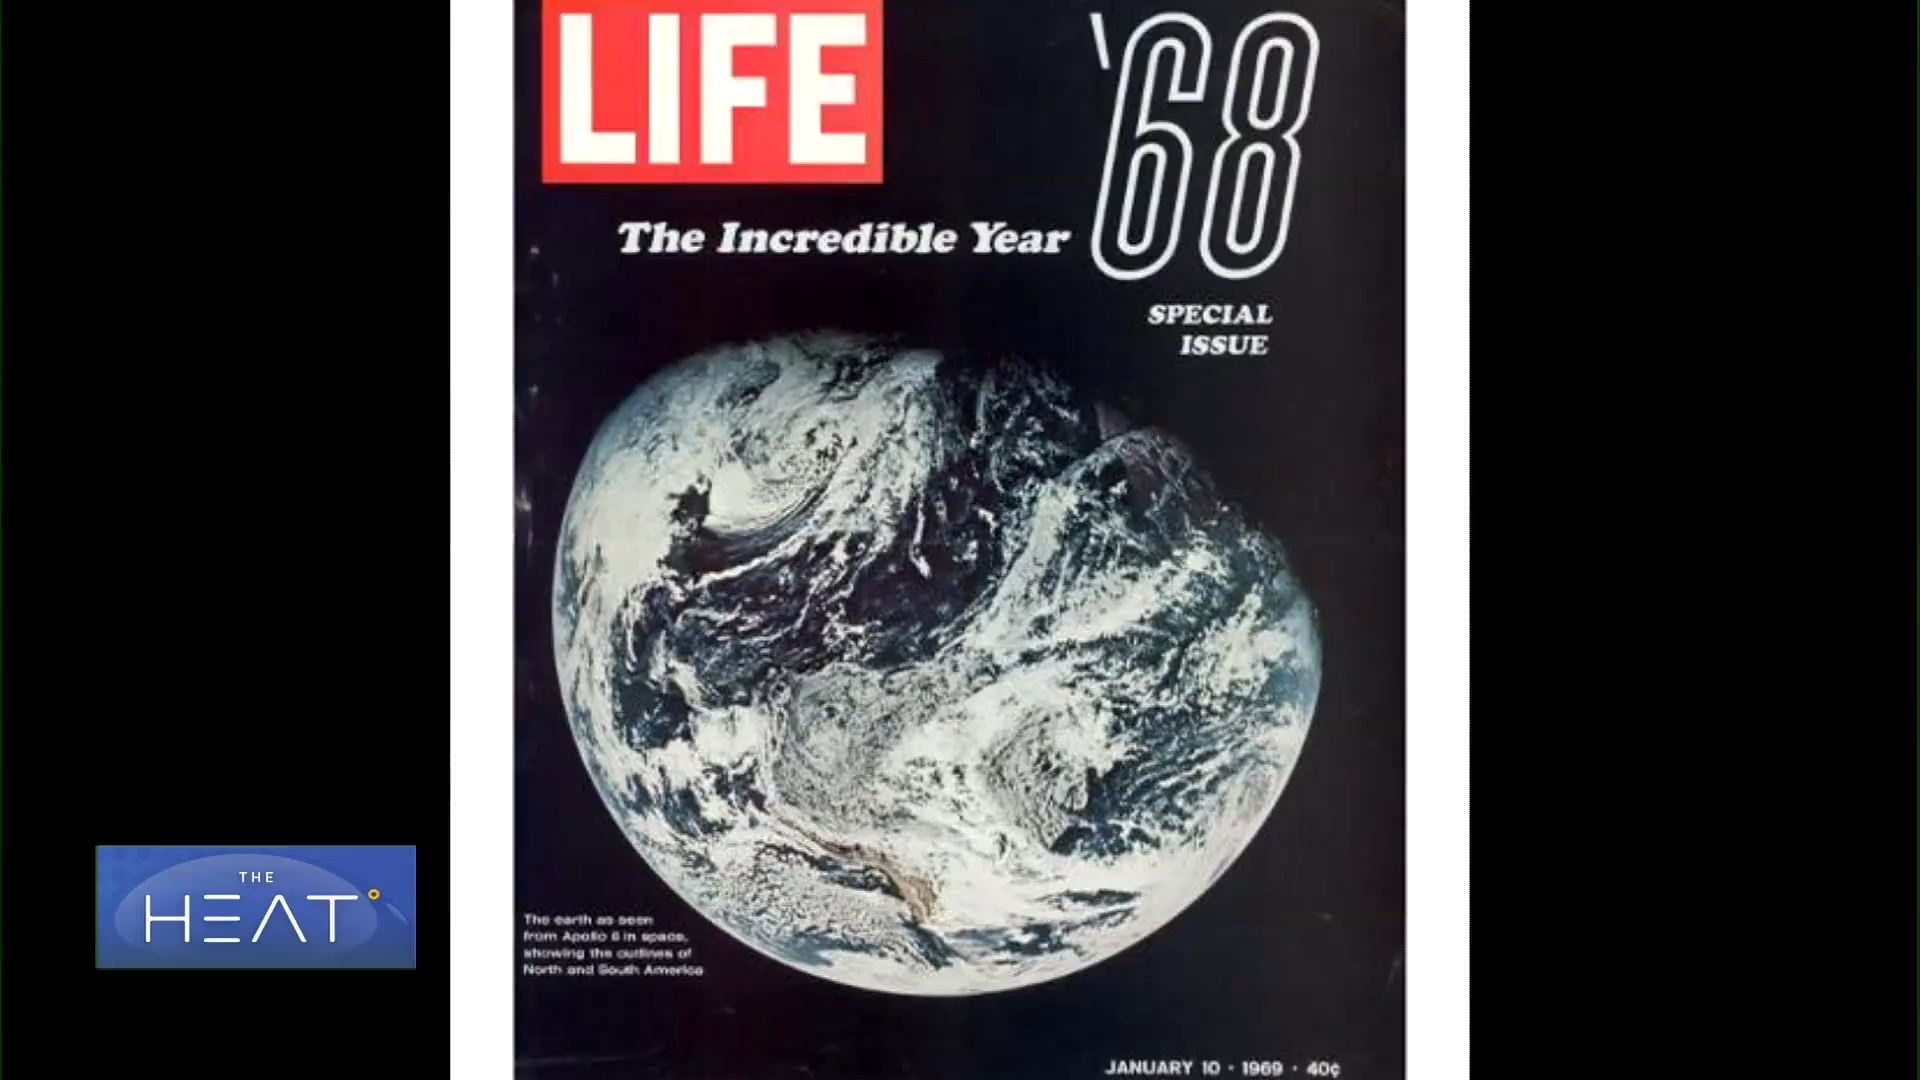 LIFE
'68
The Incredible Year
SPECIAL
ISSUE
THE
HEAT
The earth as seen
from Apollo 8 in space,
showing the outlines of
North and South America
JANUARY 10 · 1969 · 40¢